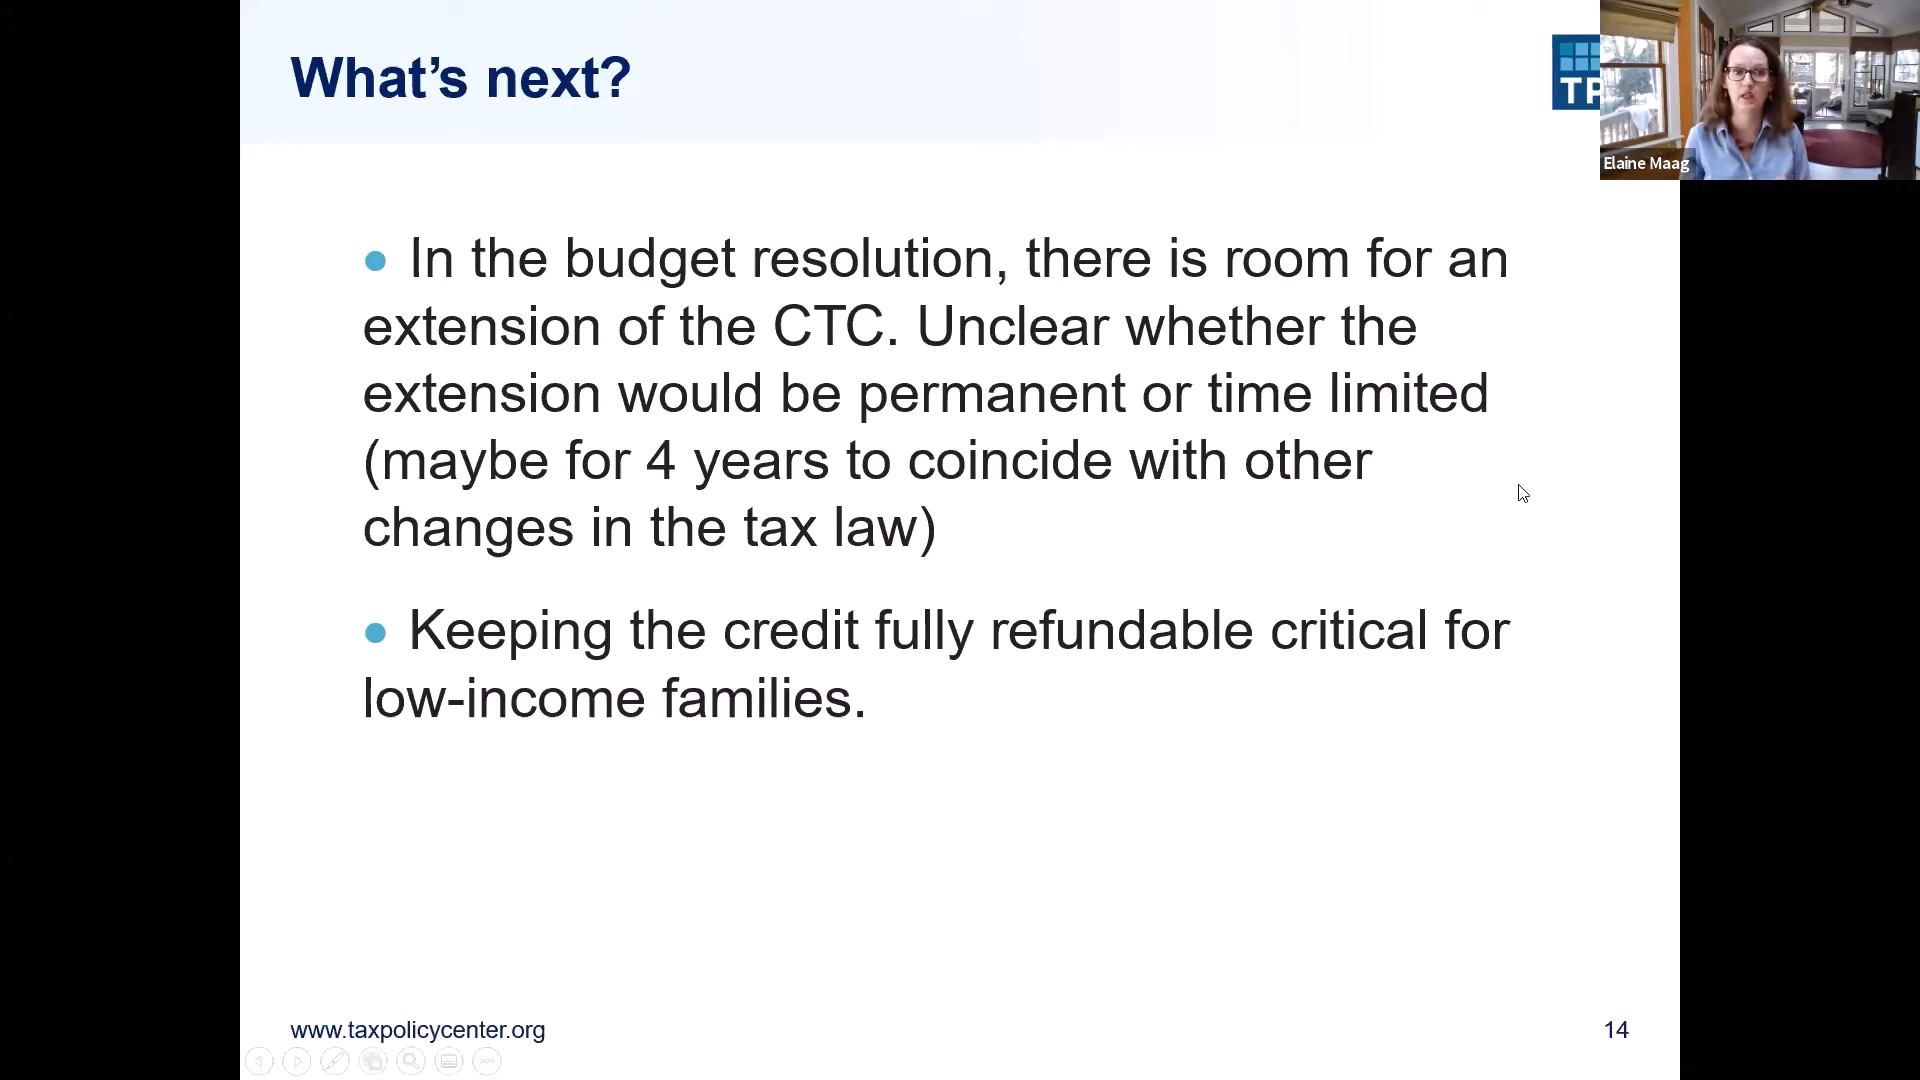 What’s next?
TP
Elaine Maag
• In the budget resolution, there is room for an
extension of the CTC. Unclear whether the
extension would be permanent or time limited
(maybe for 4 years to coincide with other
changes in the tax law)
• Keeping the credit fully refundable critical for
low-income families.
www.taxpolicycenter.org
14